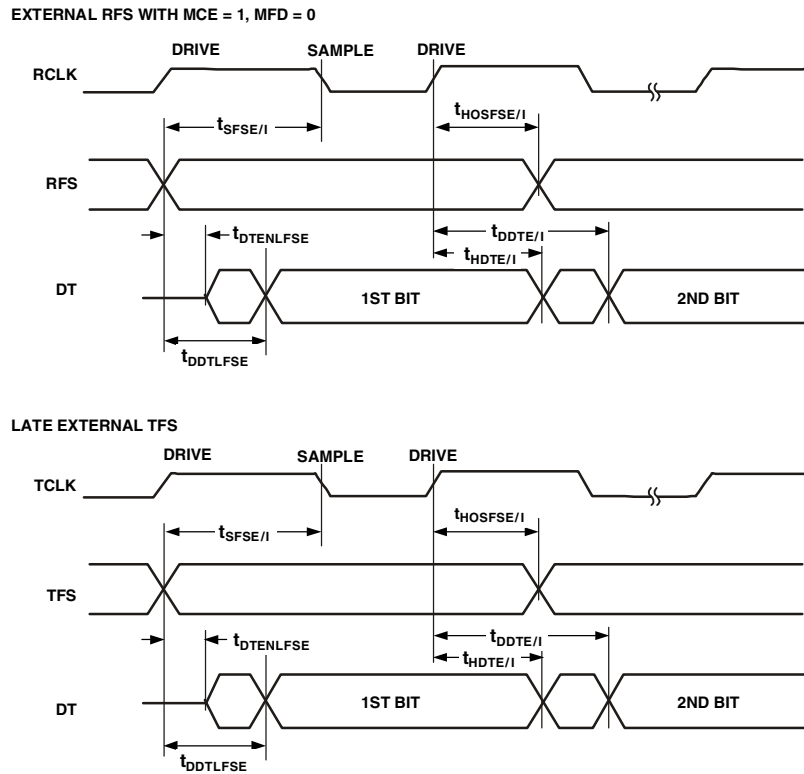 EXTERNAL RFS WITH MCE = 1, MFD = 0
DRIVE SAMPLE DRIVE
RCLK
tSFSE/I
tHOSFSE/I
RFS
tDTENLFSE
tDDTE/I
tHDTE/I
DT
1ST BIT
2ND BIT
tDDTLFSE
LATE EXTERNAL TFS
DRIVE SAMPLE DRIVE
TCLK
tSFSE/I
tHOSFSE/I
TFS
tDTENLFSE
tDDTE/I
tHDTE/I
DT
1ST BIT
2ND BIT
tDDTLFSE